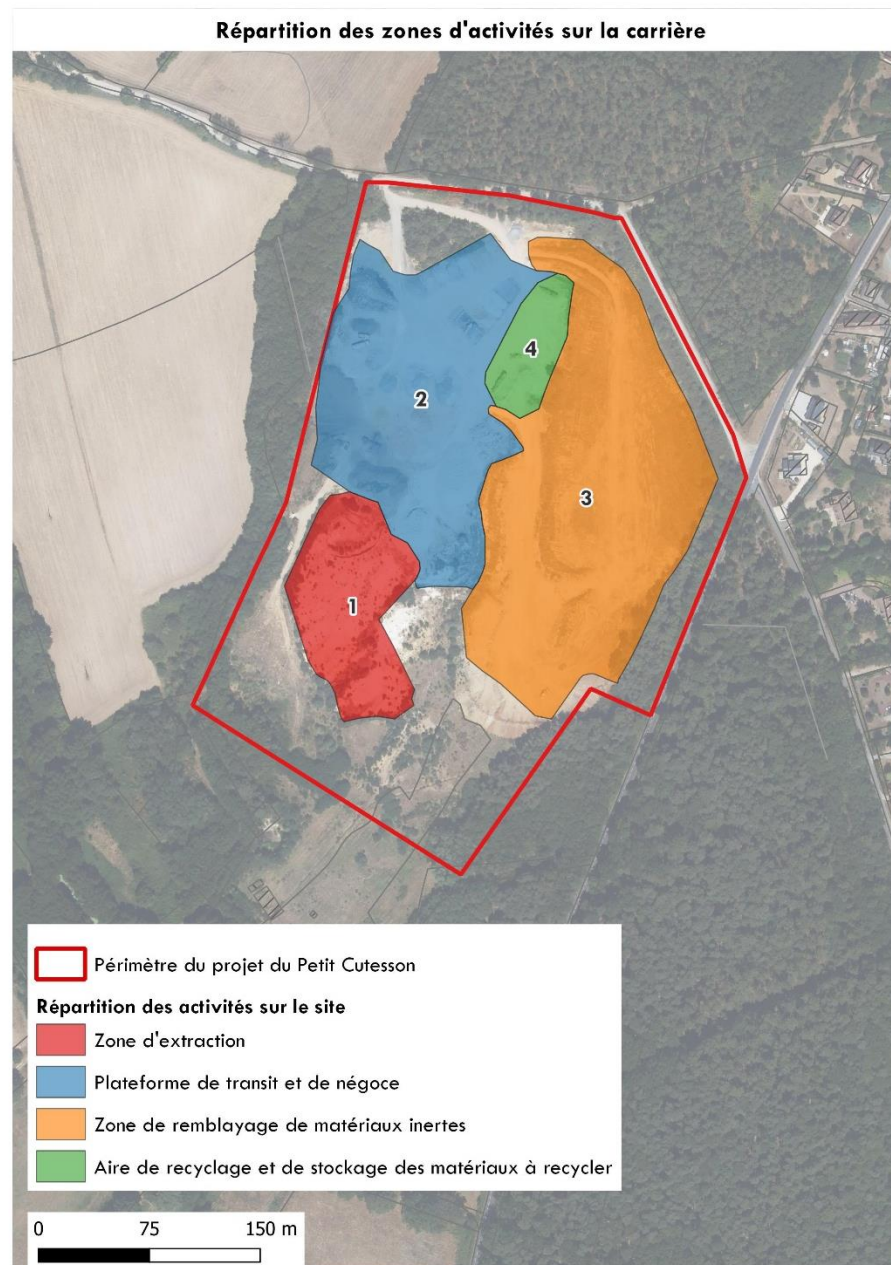 Répartition des zones d'activités sur la carrière
4
2
3
1
Périmètre du projet du Petit Cutesson
Répartition des activités sur le site
Zone d'extraction
Plateforme de transit et de négoce
Zone de remblayage de matériaux inertes
Aire de recyclage et de stockage des matériaux à recycler
0 75 150 m